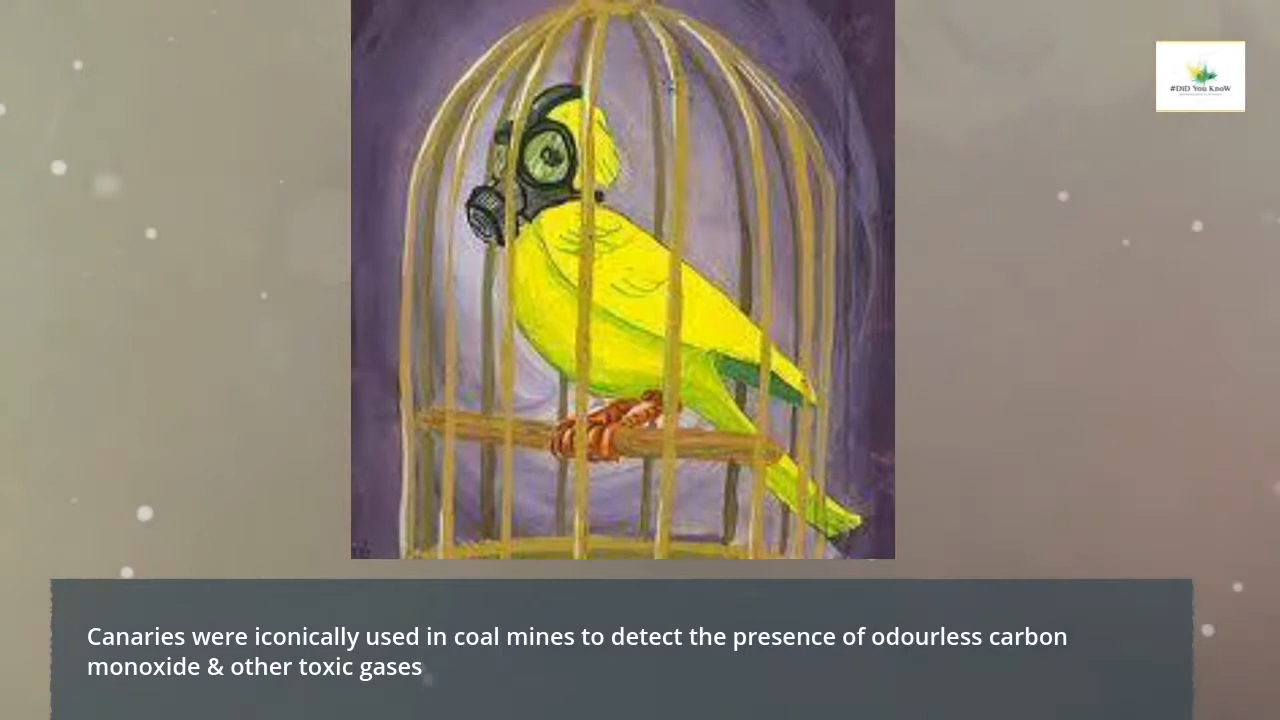 #DiD You KnoW
Canaries were iconically used in coal mines to detect the presence of odourless carbon
monoxide & other toxic gases